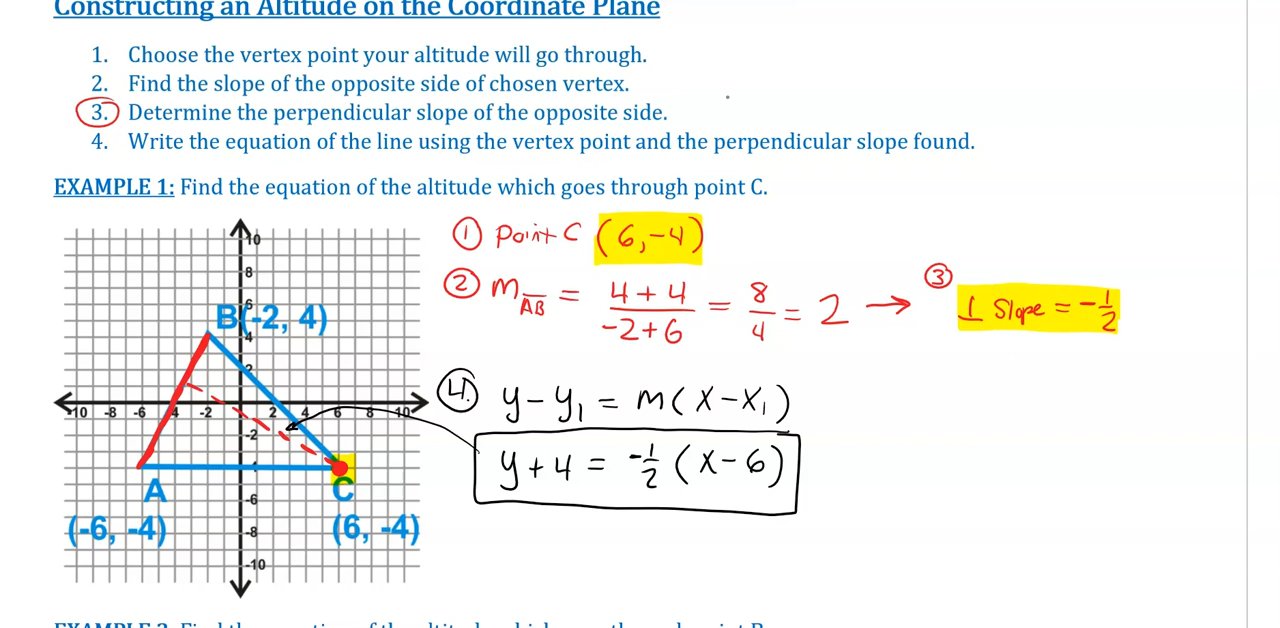 Constructing an Altitude on the Coordinate Plane
1. Choose the vertex point your altitude will go through.
2. Find the slope of the opposite side of chosen vertex.
3. Determine the perpendicular slope of the opposite side.
4. Write the equation of the line using the vertex point and the perpendicular slope found.
EXAMPLE 1: Find the equation of the altitude which goes through point C.
① Point C (6, -4)
② m_AB = (4 + 4)/(-2 + 6) = 8/4 = 2 →
③
⊥ Slope = -1/2
④. y - y₁ = m(x - x₁)
y + 4 = -1/2 (x - 6)
10
8
6
B(-2, 4)
4
2
-10 -8 -6 -4 -2 2 4 6 8 10
-2
-4
A
C
-6
(-6, -4)
(6, -4)
-8
-10